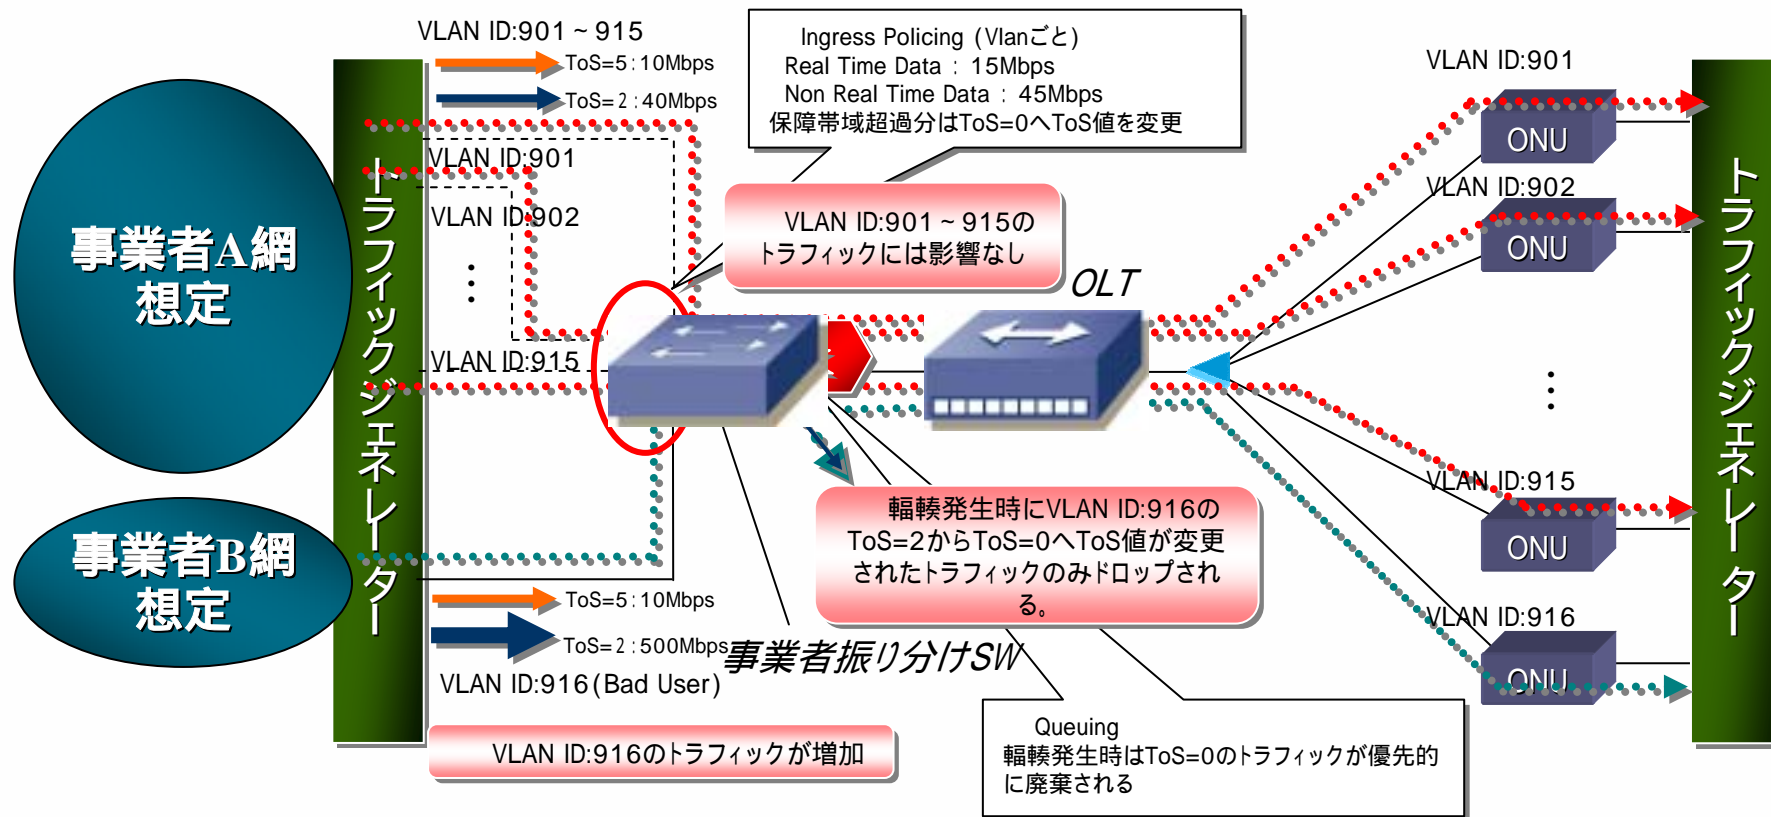 VLAN ID:901~915
ToS=5:10Mbps
ToS=2:40Mbps
Ingress Policing (Vlanごと)
Real Time Data : 15Mbps
Non Real Time Data : 45Mbps
保障帯域超過分はToS=0へToS値を変更
VLAN ID:901
VLAN ID:902
⋮
VLAN ID:915
事業者A網
想定
トラフィックジェネレーター
VLAN ID:901~915の
トラフィックには影響なし
OLT
VLAN ID:901
ONU
VLAN ID:902
ONU
⋮
VLAN ID:915
ONU
VLAN ID:916
ONU
トラフィックジェネレーター
事業者B網
想定
輻輳発生時にVLAN ID:916の
ToS=2からToS=0へToS値が変更
されたトラフィックのみドロップされ
る。
ToS=5:10Mbps
ToS=2:500Mbps
VLAN ID:916(Bad User)
事業者振り分けSW
VLAN ID:916のトラフィックが増加
Queuing
輻輳発生時はToS=0のトラフィックが優先的
に廃棄される